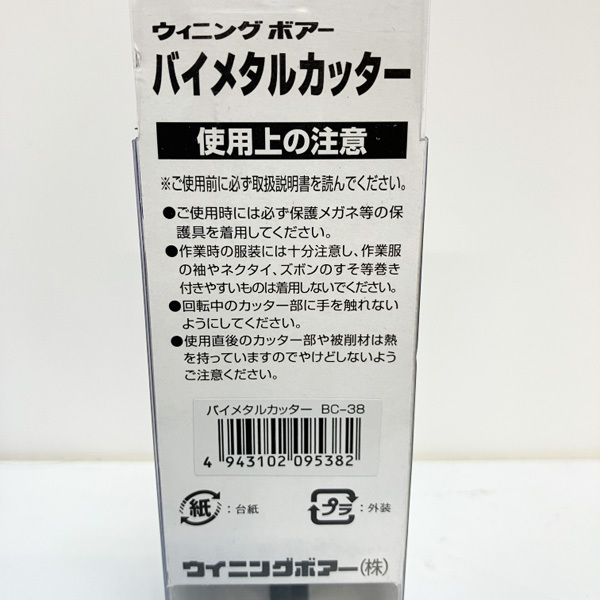 ウィニング ボアー
バイメタルカッター
使用上の注意
※ご使用前に必ず取扱説明書を読んでください。
●ご使用時には必ず保護メガネ等の保
護具を着用してください。
●作業時の服装には十分注意し、作業服
の袖やネクタイ、ズボンのすそ等巻き
付きやすいものは着用しないでください。
●回転中のカッター部に手を触れない
ようにしてください。
●使用直後のカッター部や被削材は熱
を持っていますのでやけどしないよう
ご注意ください。
バイメタルカッター BC-38
4 943102 095382
紙 : 台紙
プラ : 外装
ウイニングボアー(株)